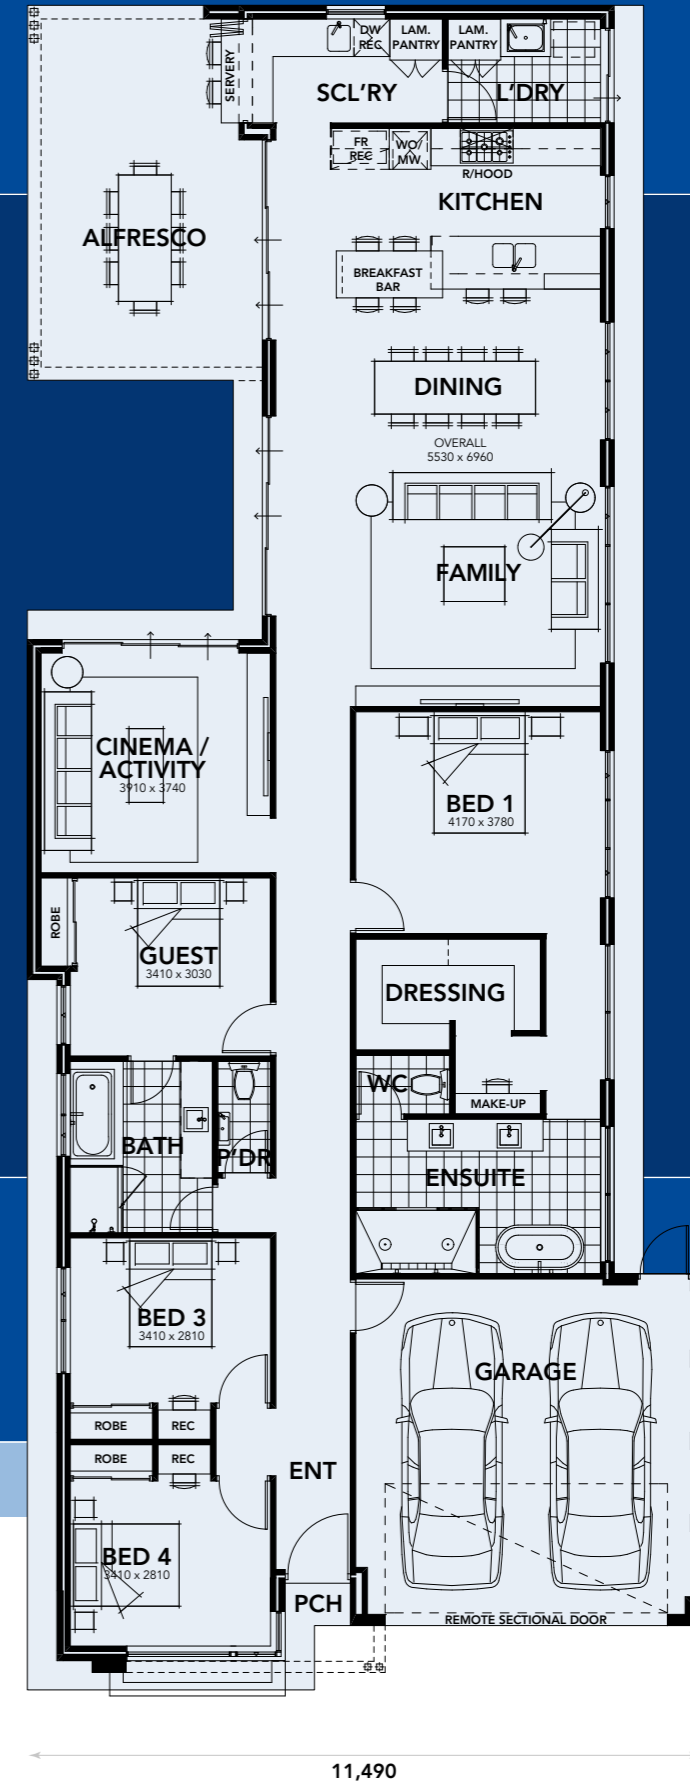 SERVERY
DW
REC
LAM.
PANTRY
LAM.
PANTRY
SCL'RY
L'DRY
FR
REC
WO/
MW
R/HOOD
KITCHEN
ALFRESCO
BREAKFAST
BAR
DINING
OVERALL
5530 x 6960
FAMILY
CINEMA /
ACTIVITY
3910 x 3740
BED 1
4170 x 3780
ROBE
GUEST
3410 x 3030
DRESSING
WC
MAKE-UP
BATH
P'DR
ENSUITE
BED 3
3410 x 2810
GARAGE
ROBE
REC
ROBE
REC
ENT
BED 4
3410 x 2810
PCH
REMOTE SECTIONAL DOOR
11,490